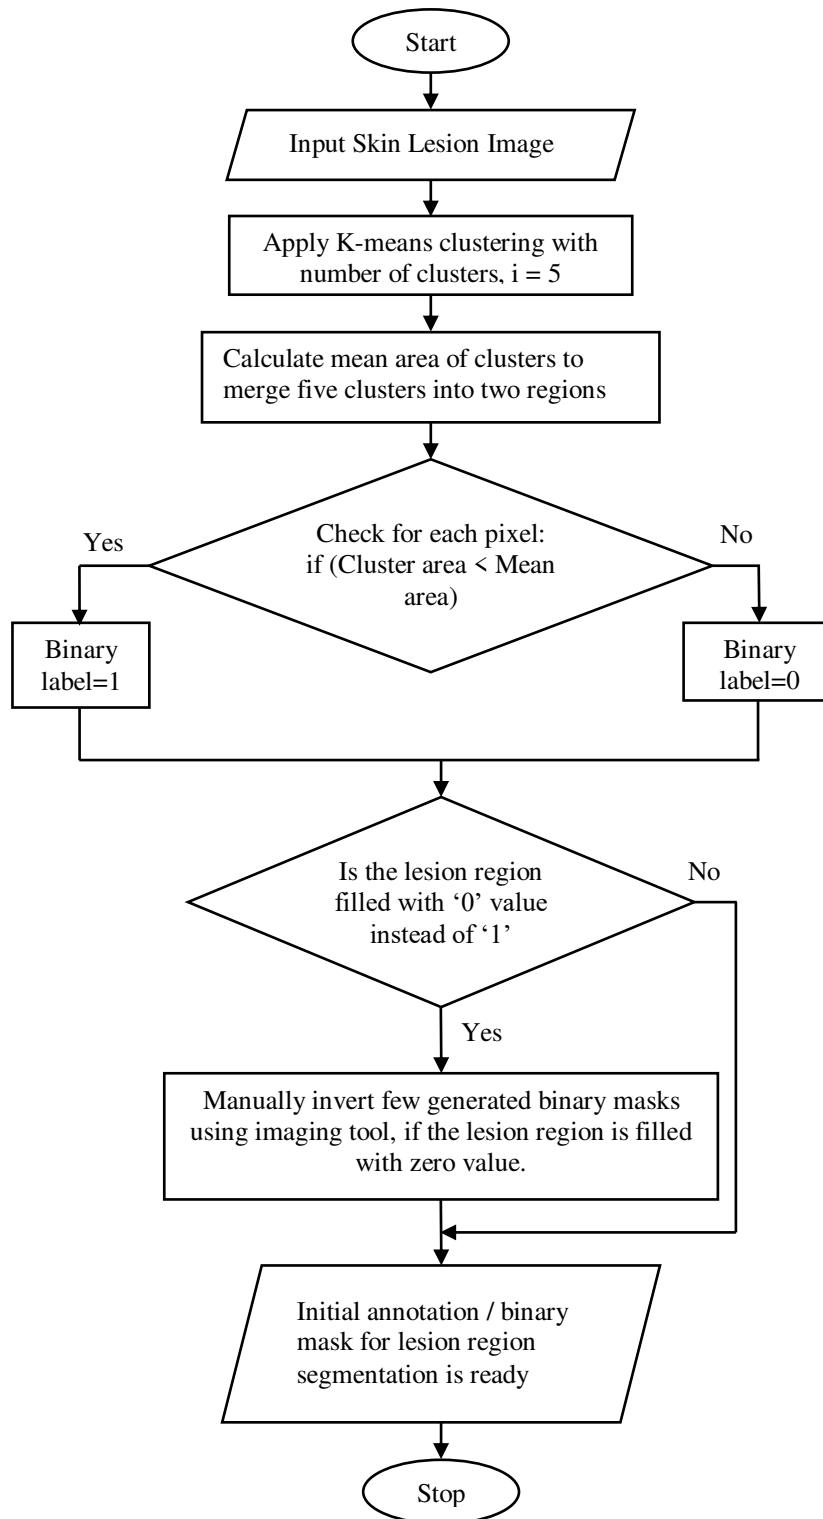 Start
Input Skin Lesion Image
Apply K-means clustering with
number of clusters, i = 5
Calculate mean area of clusters to
merge five clusters into two regions
Check for each pixel:
if (Cluster area < Mean
area)
Yes
No
Binary
label=1
Binary
label=0
Is the lesion region
filled with ‘0’ value
instead of ‘1’
No
Yes
Manually invert few generated binary masks
using imaging tool, if the lesion region is filled
with zero value.
Initial annotation / binary
mask for lesion region
segmentation is ready
Stop